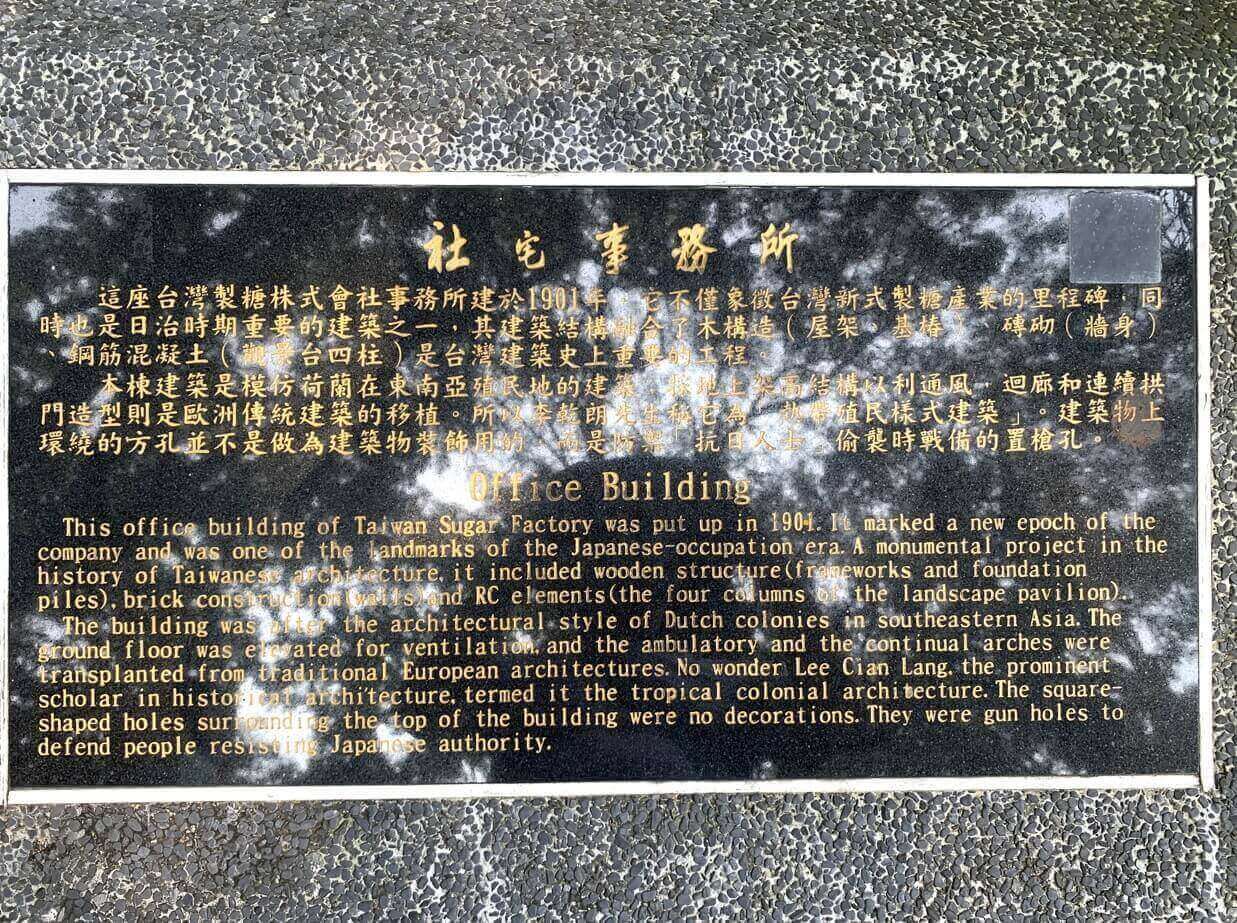 社宅事務所
這座台灣製糖株式會社事務所建於1901年,它不僅象徵台灣新式製糖產業的里程碑,同
時也是日治時期重要的建築之一,其建築結構融合了木構造(屋架、基樁)、磚砌(牆身)
、鋼筋混凝土(觀景台四柱)是台灣建築史上重要的工程。
本棟建築是模仿荷蘭在東南亞殖民地的建築,採地上架高結構以利通風,迴廊和連續拱
門造型則是歐洲傳統建築的移植。所以李乾朗先生稱它為「熱帶殖民樣式建築」。建築物上
環繞的方孔並不是做為建築物裝飾用的,而是防禦「抗日人士」偷襲時戰備的置槍孔。
Office Building
This office building of Taiwan Sugar Factory was put up in 1901. It marked a new epoch of the
company and was one of the landmarks of the Japanese-occupation era. A monumental project in the
history of Taiwanese architecture, it included wooden structure(frameworks and foundation
piles), brick construction(walls)and RC elements(the four columns of the landscape pavilion).
The building was after the architectural style of Dutch colonies in southeastern Asia. The
ground floor was elevated for ventilation, and the ambulatory and the continual arches were
transplanted from traditional European architectures. No wonder Lee Cian Lang, the prominent
scholar in historical architecture, termed it the tropical colonial architecture. The square-
shaped holes surrounding the top of the building were no decorations. They were gun holes to
defend people resisting Japanese authority.